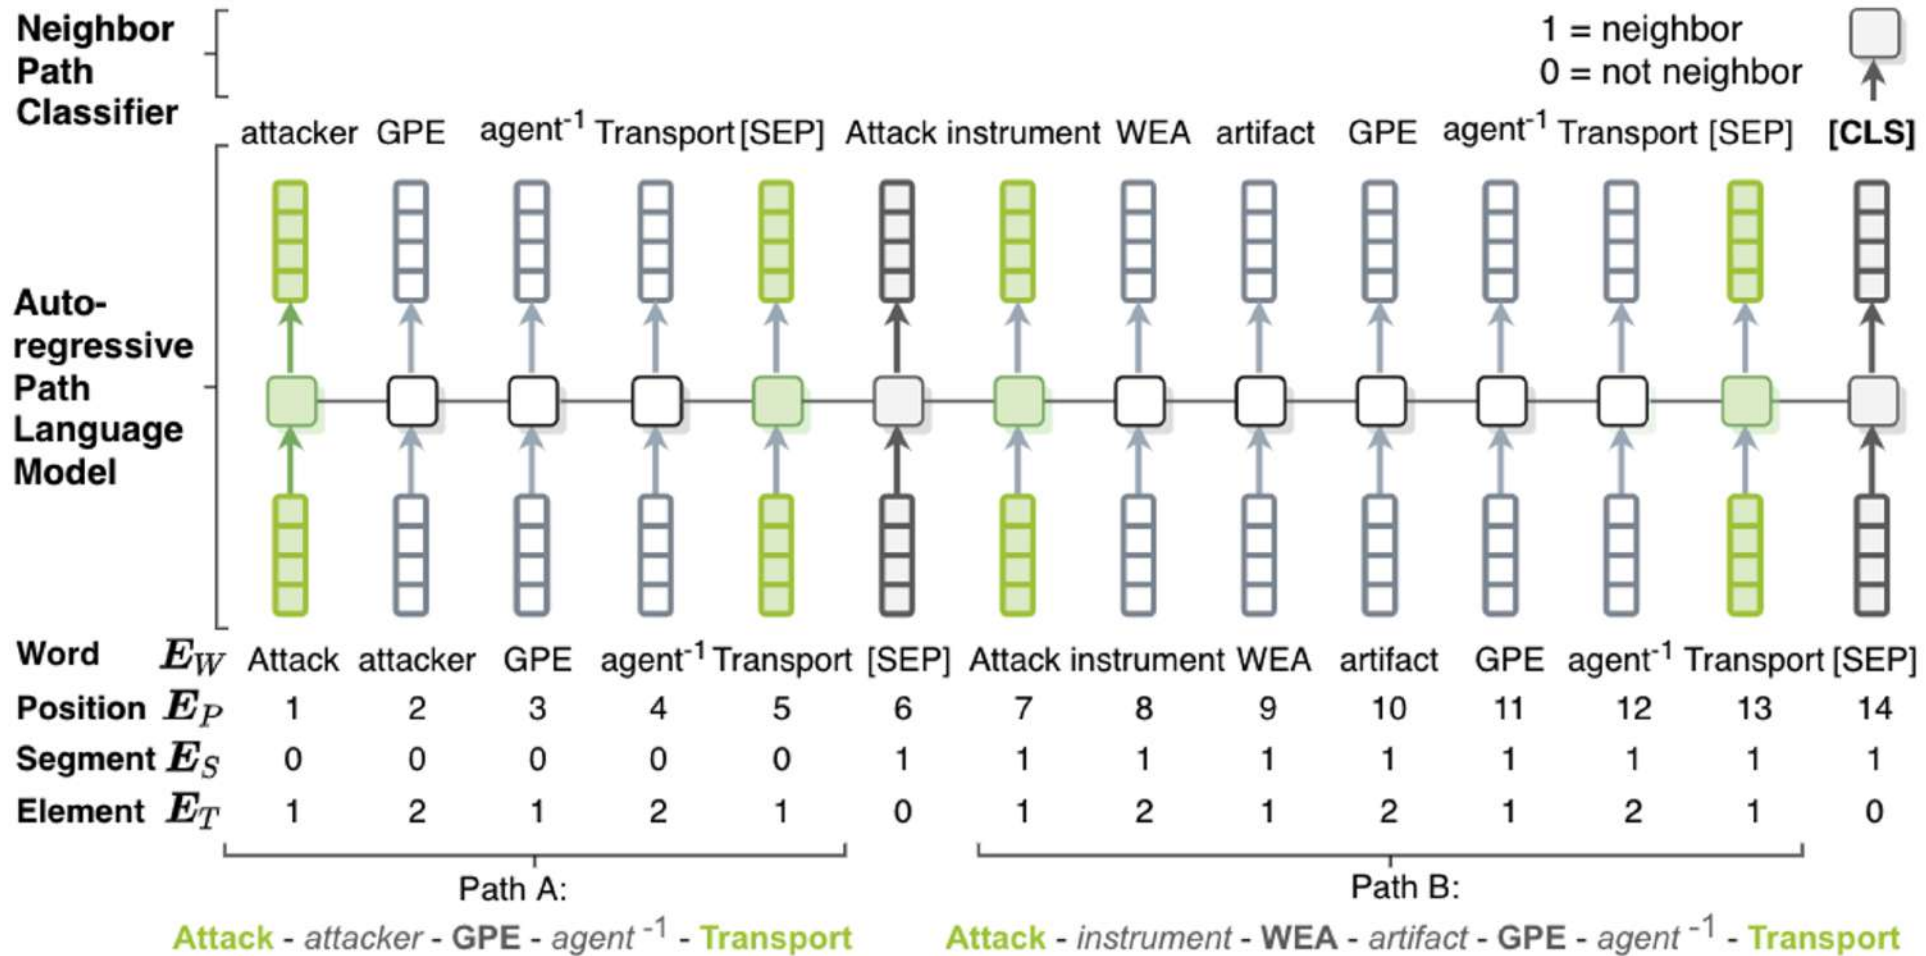 Neighbor
Path
Classifier
1 = neighbor
0 = not neighbor
attacker GPE agent⁻¹ Transport [SEP] Attack instrument WEA artifact GPE agent⁻¹ Transport [SEP] [CLS]
Auto-
regressive
Path
Language
Model
Word E_W Attack attacker GPE agent⁻¹ Transport [SEP] Attack instrument WEA artifact GPE agent⁻¹ Transport [SEP]
Position E_P 1 2 3 4 5 6 7 8 9 10 11 12 13 14
Segment E_S 0 0 0 0 0 1 1 1 1 1 1 1 1 1
Element E_T 1 2 1 2 1 0 1 2 1 2 1 2 1 0
Path A:
Attack - attacker - GPE - agent ⁻¹ - Transport
Path B:
Attack - instrument - WEA - artifact - GPE - agent ⁻¹ - Transport